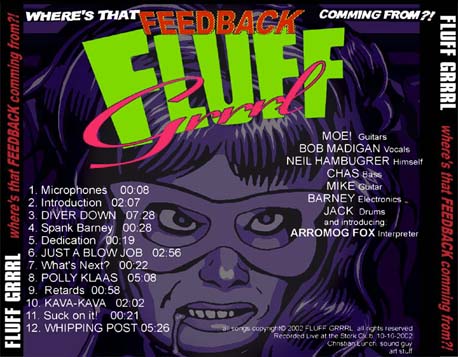 WHERE'S THAT FEEDBACK COMMING FROM?!
FLUFF
Grrrl
MOE! Guitars
BOB MADIGAN Vocals
NEIL HAMBUGRER Himself
CHAS Bass
MIKE Guitar
BARNEY Electronics
JACK Drums
and introducing:
ARROMOG FOX Interpreter
1. Microphones 00:08
2. Introduction 02:07
3. DIVER DOWN 07:28
4. Spank Barney 00:28
5. Dedication 00:19
6. JUST A BLOW JOB 02:56
7. What's Next? 00:22
8. POLLY KLAAS 05:08
9. Retards 00:58
10. KAVA-KAVA 02:02
11. Suck on it! 00:21
12. WHIPPING POST 05:26
all songs copyright© 2002 FLUFF GRRRL all rights reserved
Recorded Live at the Stork Club, 10-16-2002
Christian Lunch: sound guy
art stuff
FLUFF GRRRL where's that FEEDBACK comming from?!
FLUFF GRRRL where's that FEEDBACK comming from?!